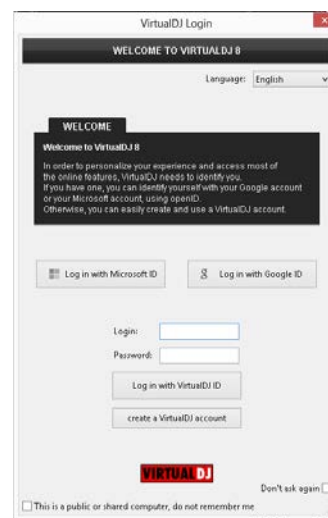 VirtualDJ Login
x
WELCOME TO VIRTUALDJ 8
Language: English
WELCOME
Welcome to VirtualDJ 8
In order to personalize your experience and access most of
the online features, VirtualDJ needs to identify you.
If you have one, you can identify yourself with your Google account
or your Microsoft account, using openID.
Otherwise, you can easily create and use a VirtualDJ account.
Log in with Microsoft ID
g Log in with Google ID
Login:
Password:
Log in with VirtualDJ ID
create a VirtualDJ account
VIRTUAL DJ
Don't ask again
This is a public or shared computer, do not remember me